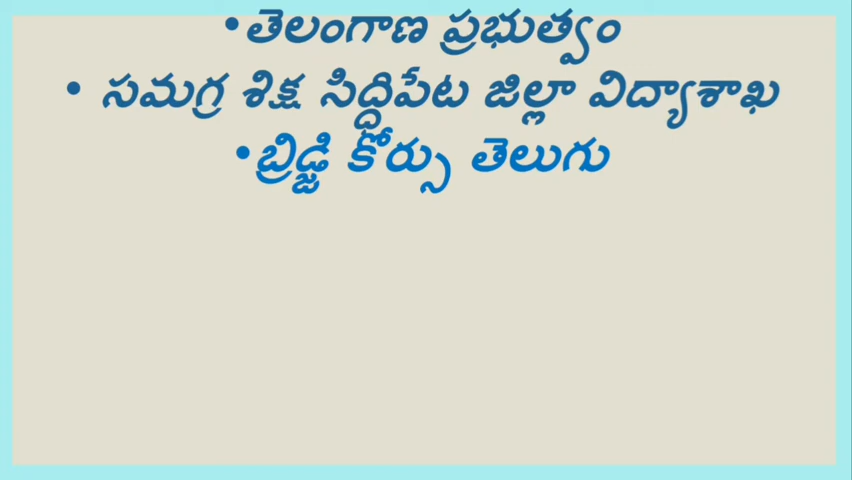 •తెలంగాణ ప్రభుత్వం
• సమగ్ర శిక్ష సిద్ధిపేట జిల్లా విద్యాశాఖ
•బ్రిడ్జి కోర్సు తెలుగు